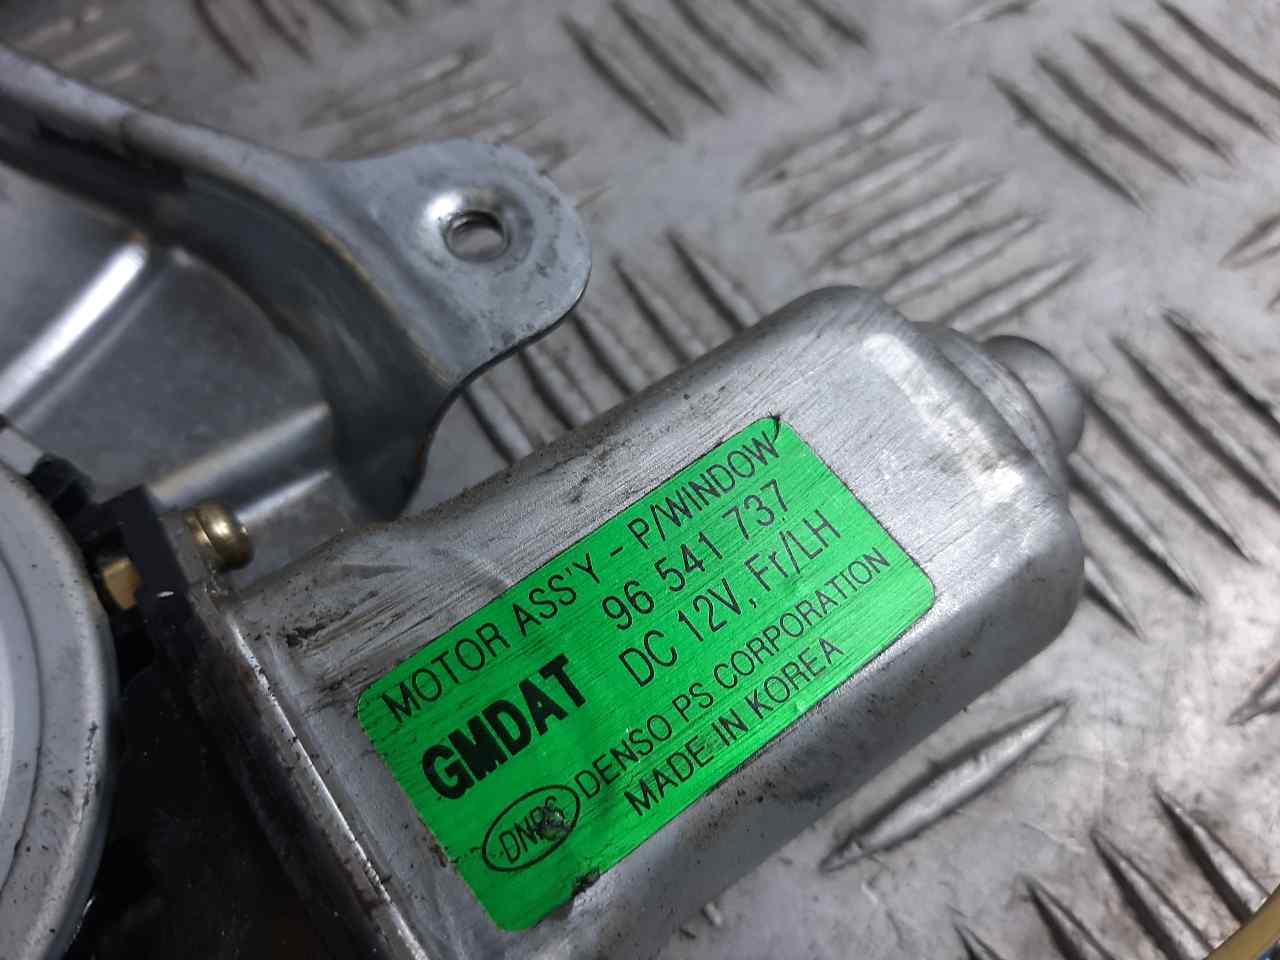 MOTOR ASS'Y - P/WINDOW
96 541 737
GMDAT DC 12V, Fr/LH
DNPS DENSO PS CORPORATION
MADE IN KOREA